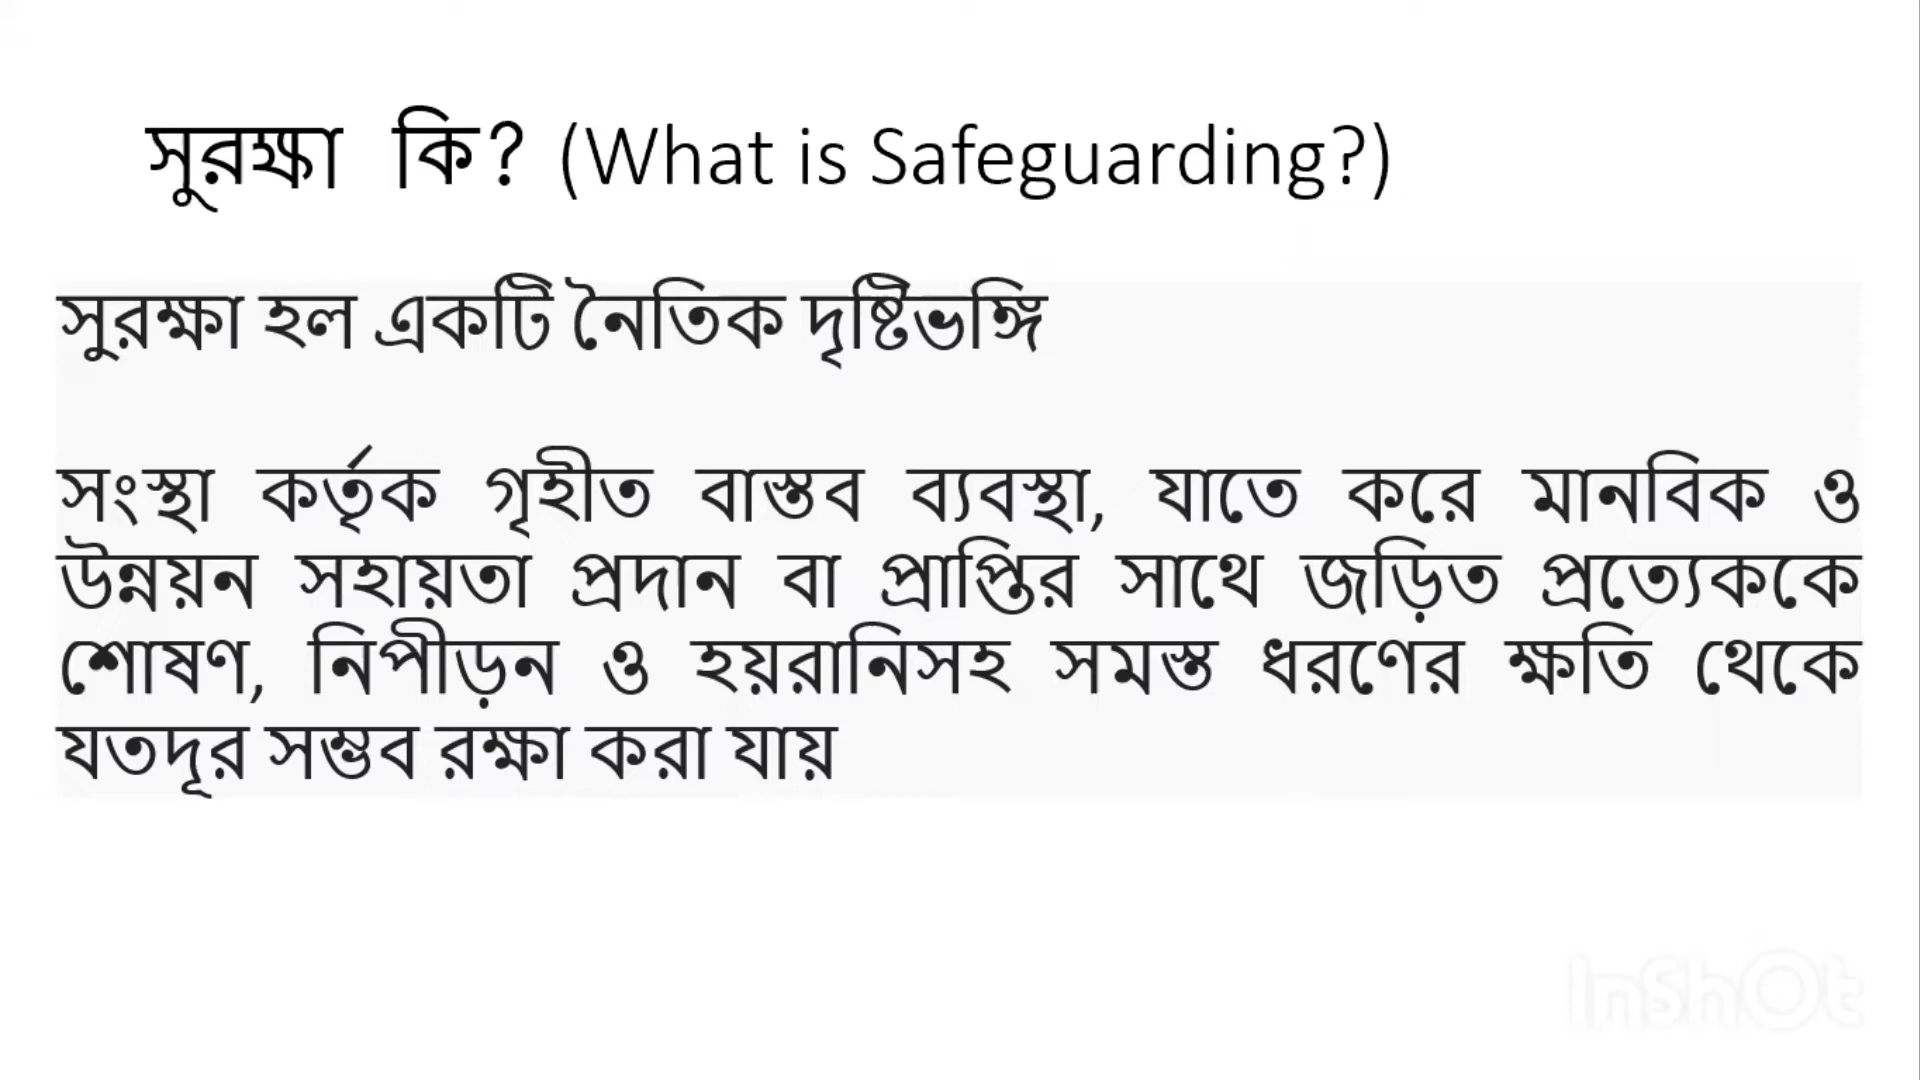 সুরক্ষা কি? (What is Safeguarding?)
সুরক্ষা হল একটি নৈতিক দৃষ্টিভঙ্গি
সংস্থা কর্তৃক গৃহীত বাস্তব ব্যবস্থা, যাতে করে মানবিক ও
উন্নয়ন সহায়তা প্রদান বা প্রাপ্তির সাথে জড়িত প্রত্যেককে
শোষণ, নিপীড়ন ও হয়রানিসহ সমস্ত ধরণের ক্ষতি থেকে
যতদূর সম্ভব রক্ষা করা যায়
InShOt